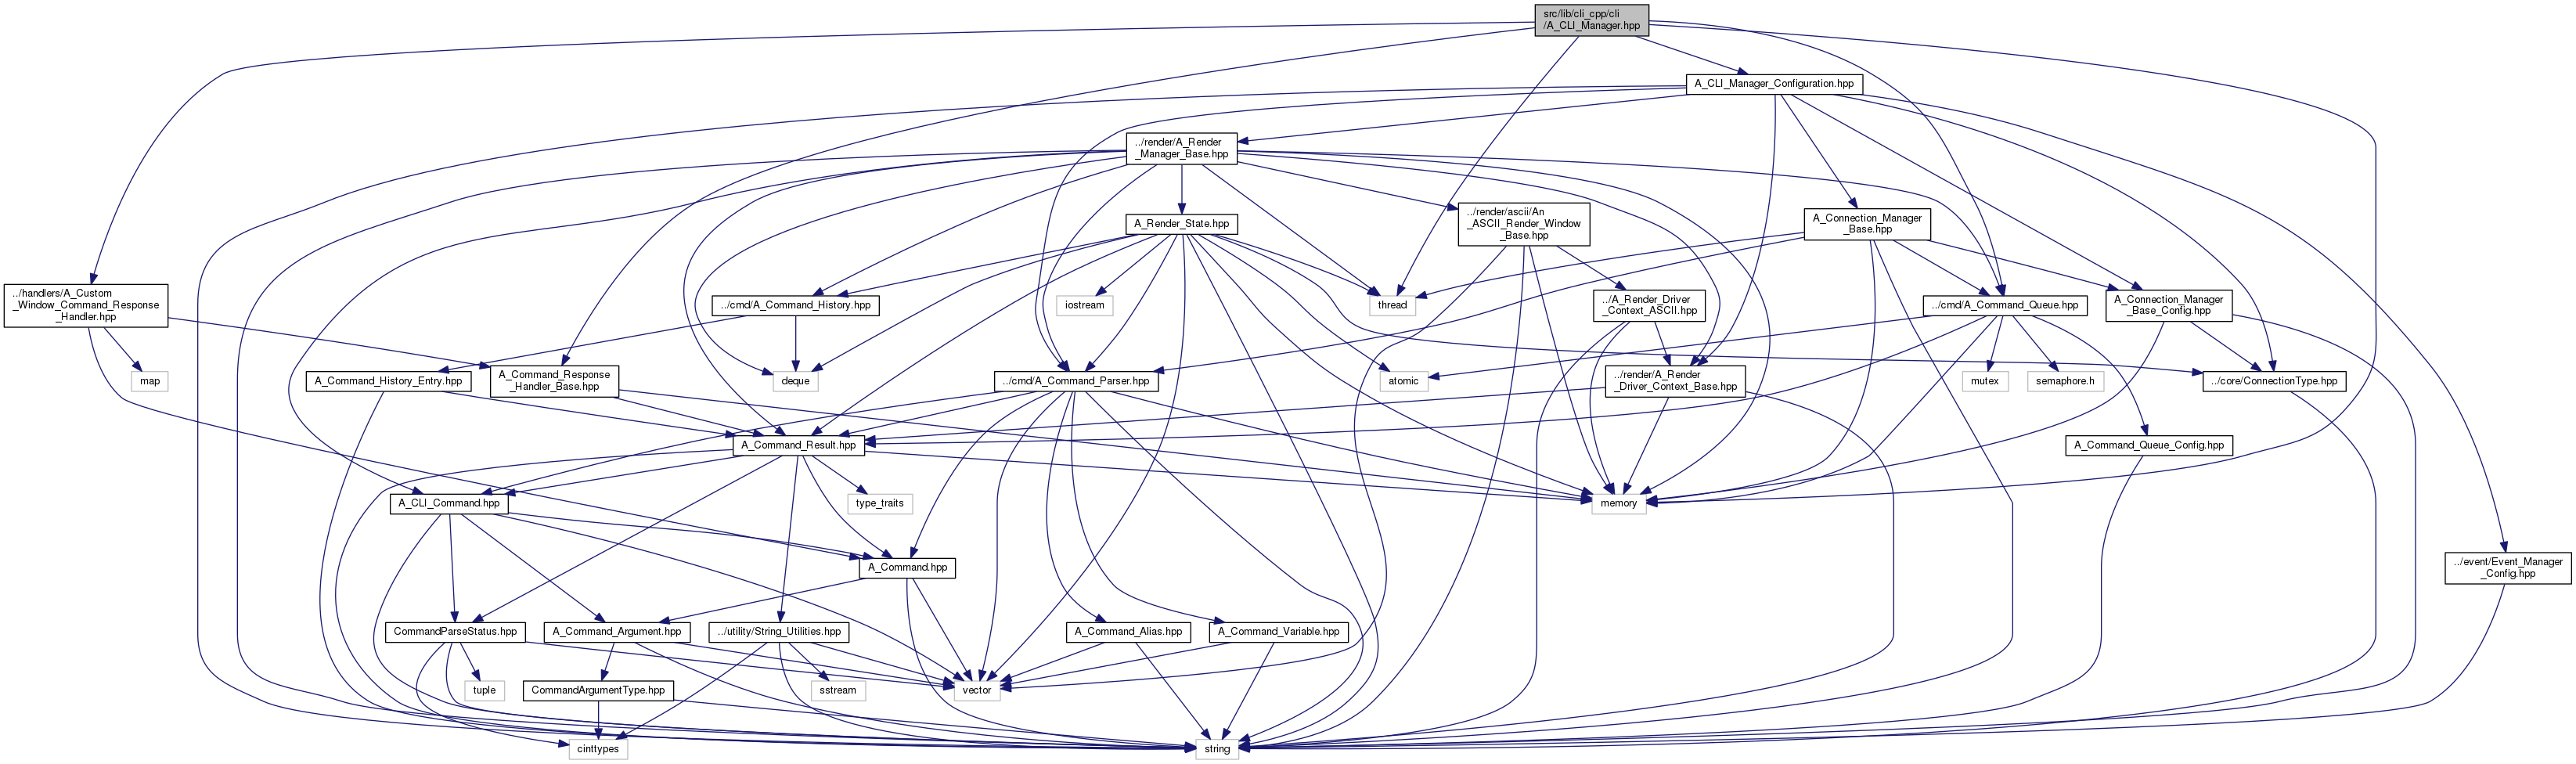 src/lib/cli_cpp/cli
/A_CLI_Manager.hpp
A_CLI_Manager_Configuration.hpp
../render/A_Render
_Manager_Base.hpp
A_Render_State.hpp
../render/ascii/An
_ASCII_Render_Window
_Base.hpp
A_Connection_Manager
_Base.hpp
../handlers/A_Custom
_Window_Command_Response
_Handler.hpp
../cmd/A_Command_History.hpp
iostream
thread
../A_Render_Driver
_Context_ASCII.hpp
../cmd/A_Command_Queue.hpp
A_Connection_Manager
_Base_Config.hpp
map
A_Command_History_Entry.hpp
A_Command_Response
_Handler_Base.hpp
deque
../cmd/A_Command_Parser.hpp
atomic
../render/A_Render
_Driver_Context_Base.hpp
mutex
semaphore.h
../core/ConnectionType.hpp
A_Command_Result.hpp
A_Command_Queue_Config.hpp
A_CLI_Command.hpp
type_traits
memory
A_Command.hpp
../event/Event_Manager
_Config.hpp
CommandParseStatus.hpp
A_Command_Argument.hpp
../utility/String_Utilities.hpp
A_Command_Alias.hpp
A_Command_Variable.hpp
tuple
CommandArgumentType.hpp
sstream
vector
cinttypes
string